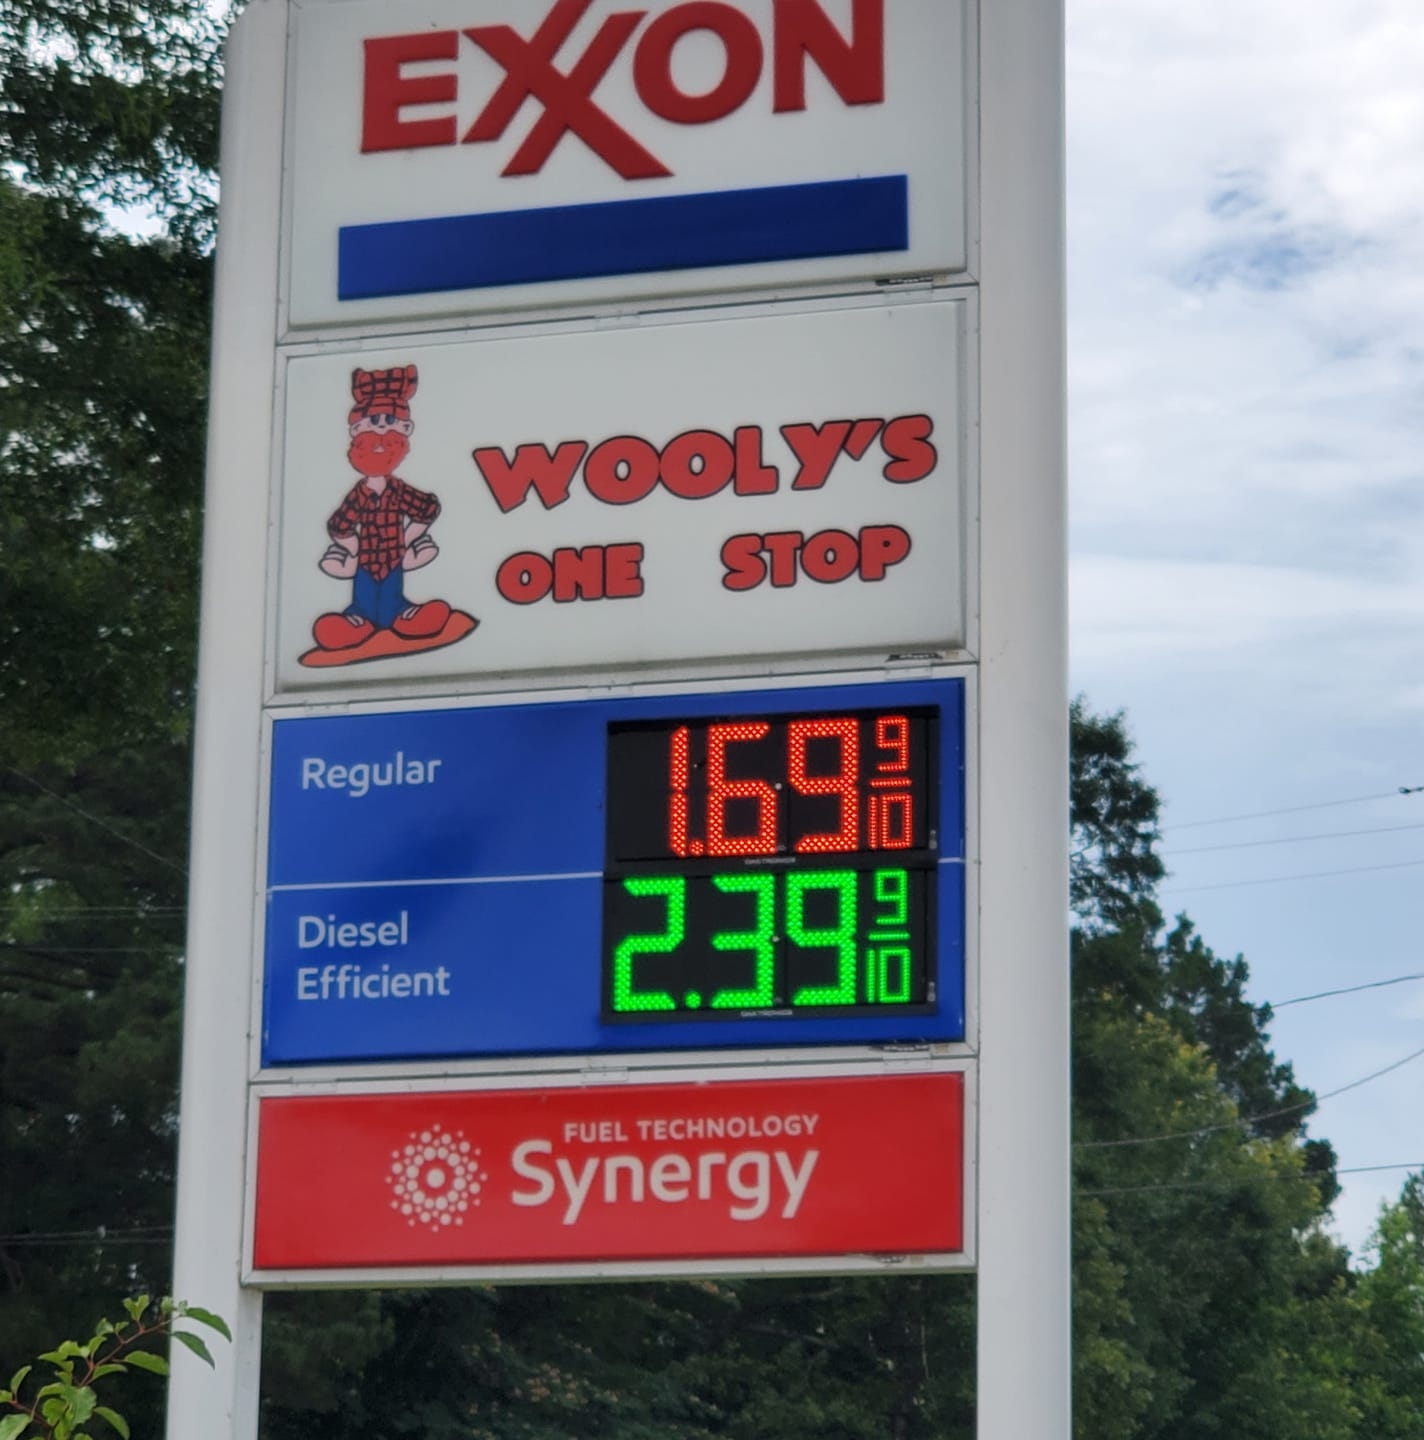 EXXON
WOOLY'S
ONE STOP
Regular 1.69 9/10
Diesel
Efficient 2.39 9/10
FUEL TECHNOLOGY
Synergy